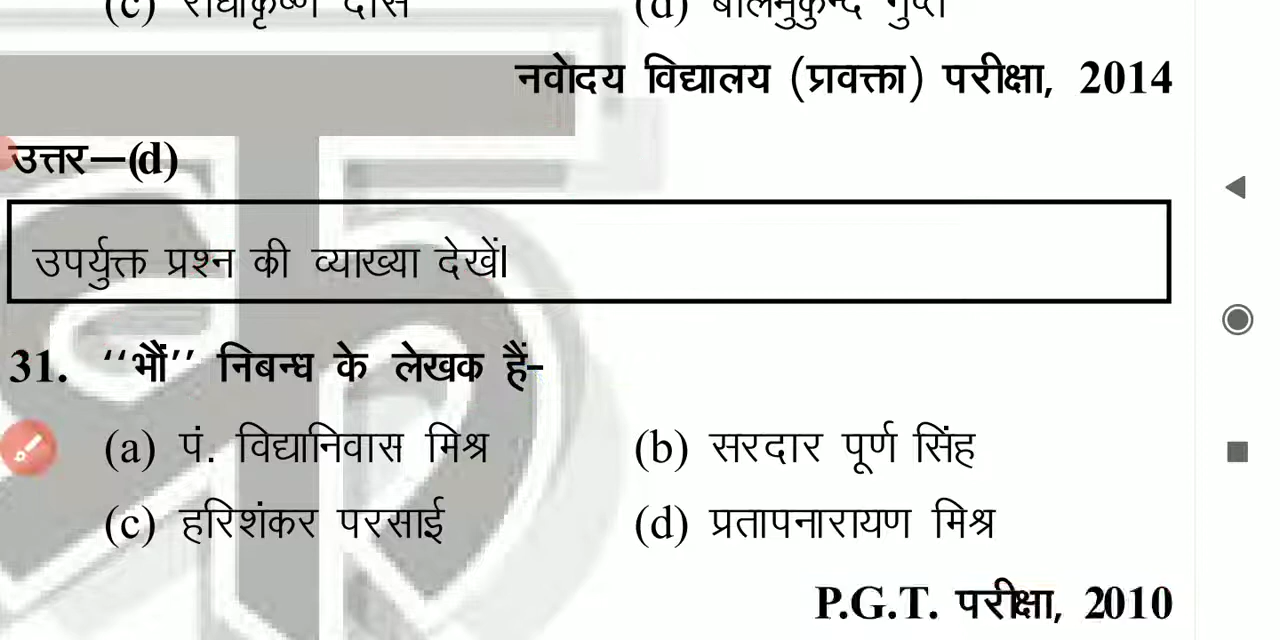 (c) राधाकृष्ण दास (d) बालमुकुन्द गुप्त
नवोदय विद्यालय (प्रवक्ता) परीक्षा, 2014
उत्तर—(d)
उपर्युक्त प्रश्न की व्याख्या देखें।
31. ‘‘भौं’’ निबन्ध के लेखक हैं-
(a) पं. विद्यानिवास मिश्र (b) सरदार पूर्ण सिंह
(c) हरिशंकर परसाई (d) प्रतापनारायण मिश्र
P.G.T. परीक्षा, 2010